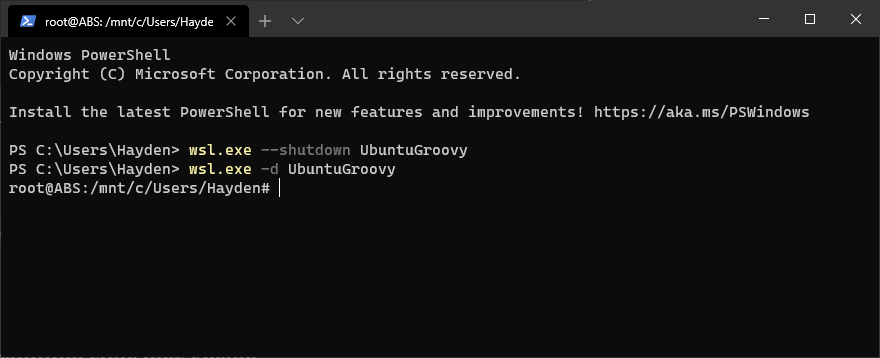 root@ABS: /mnt/c/Users/Hayde
Windows PowerShell
Copyright (C) Microsoft Corporation. All rights reserved.
Install the latest PowerShell for new features and improvements! https://aka.ms/PSWindows
PS C:\Users\Hayden> wsl.exe --shutdown UbuntuGroovy
PS C:\Users\Hayden> wsl.exe -d UbuntuGroovy
root@ABS:/mnt/c/Users/Hayden#